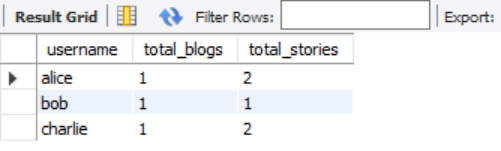 Result Grid Filter Rows: Export:
username total_blogs total_stories
alice 1 2
bob 1 1
charlie 1 2